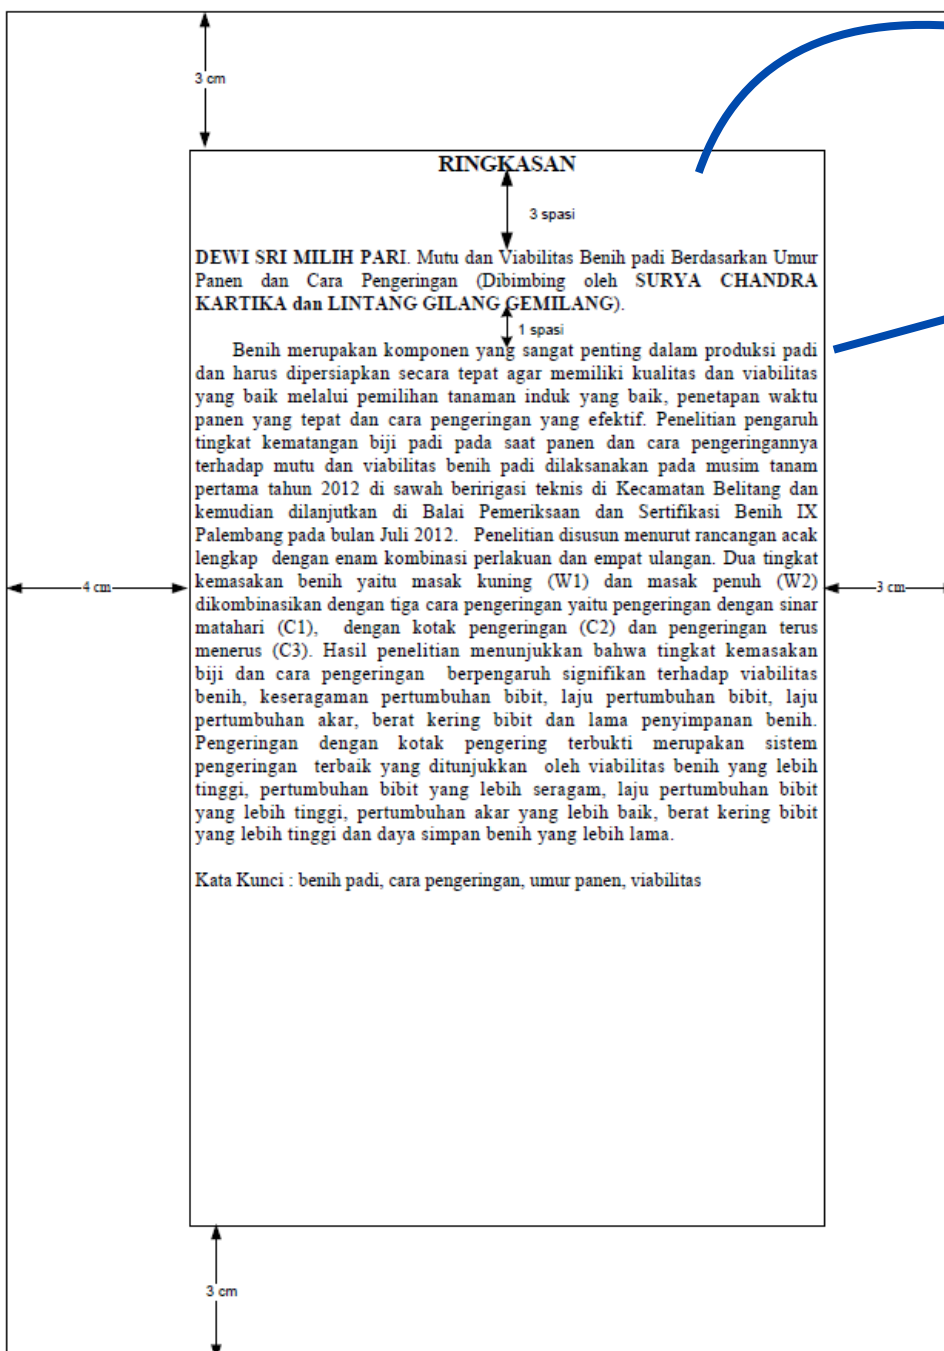 3 cm
RINGKASAN
3 spasi
DEWI SRI MILIH PARI. Mutu dan Viabilitas Benih padi Berdasarkan Umur
Panen dan Cara Pengeringan (Dibimbing oleh SURYA CHANDRA
KARTIKA dan LINTANG GILANG GEMILANG).
1 spasi
Benih merupakan komponen yang sangat penting dalam produksi padi
dan harus dipersiapkan secara tepat agar memiliki kualitas dan viabilitas
yang baik melalui pemilihan tanaman induk yang baik, penetapan waktu
panen yang tepat dan cara pengeringan yang efektif. Penelitian pengaruh
tingkat kematangan biji padi pada saat panen dan cara pengeringannya
terhadap mutu dan viabilitas benih padi dilaksanakan pada musim tanam
pertama tahun 2012 di sawah beririgasi teknis di Kecamatan Belitang dan
kemudian dilanjutkan di Balai Pemeriksaan dan Sertifikasi Benih IX
Palembang pada bulan Juli 2012. Penelitian disusun menurut rancangan acak
lengkap dengan enam kombinasi perlakuan dan empat ulangan. Dua tingkat
kemasakan benih yaitu masak kuning (W1) dan masak penuh (W2)
dikombinasikan dengan tiga cara pengeringan yaitu pengeringan dengan sinar
matahari (C1), dengan kotak pengeringan (C2) dan pengeringan terus
menerus (C3). Hasil penelitian menunjukkan bahwa tingkat kemasakan
biji dan cara pengeringan berpengaruh signifikan terhadap viabilitas
benih, keseragaman pertumbuhan bibit, laju pertumbuhan bibit, laju
pertumbuhan akar, berat kering bibit dan lama penyimpanan benih.
Pengeringan dengan kotak pengering terbukti merupakan sistem
pengeringan terbaik yang ditunjukkan oleh viabilitas benih yang lebih
tinggi, pertumbuhan bibit yang lebih seragam, laju pertumbuhan bibit
yang lebih tinggi, pertumbuhan akar yang lebih baik, berat kering bibit
yang lebih tinggi dan daya simpan benih yang lebih lama.
4 cm
3 cm
Kata Kunci : benih padi, cara pengeringan, umur panen, viabilitas
3 cm